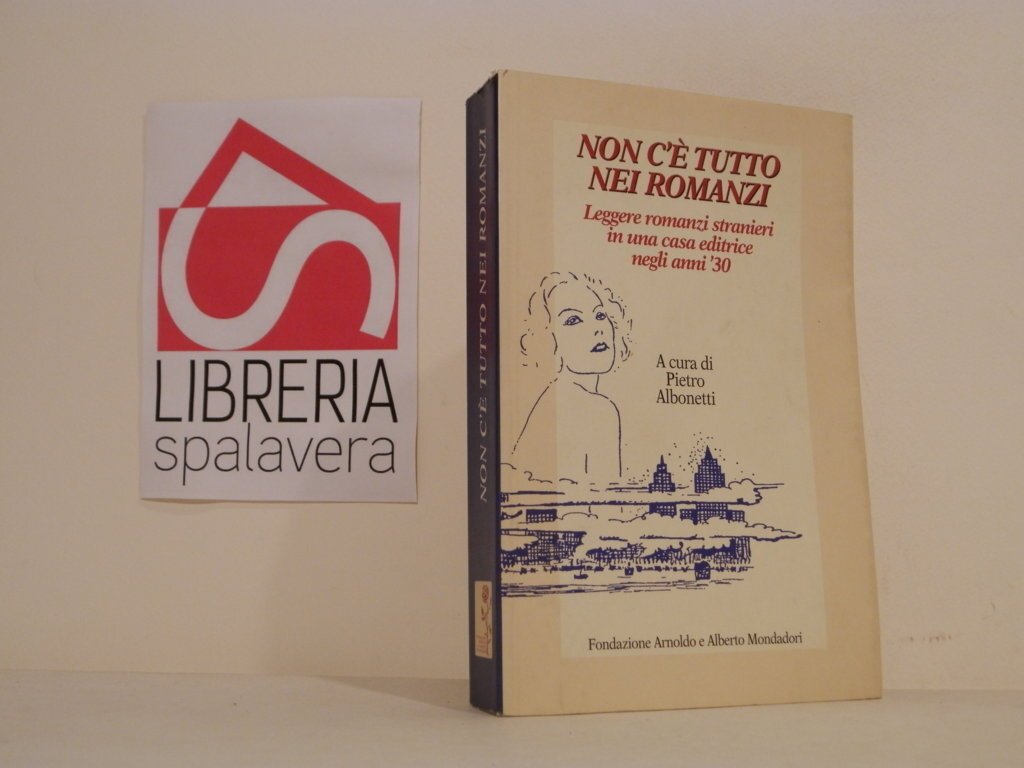 LIBRERIA
spalavera
NON C'È TUTTO NEI ROMANZI
NON C'È TUTTO
NEI ROMANZI
Leggere romanzi stranieri
in una casa editrice
negli anni '30
A cura di
Pietro
Albonetti
Fondazione Arnoldo e Alberto Mondadori